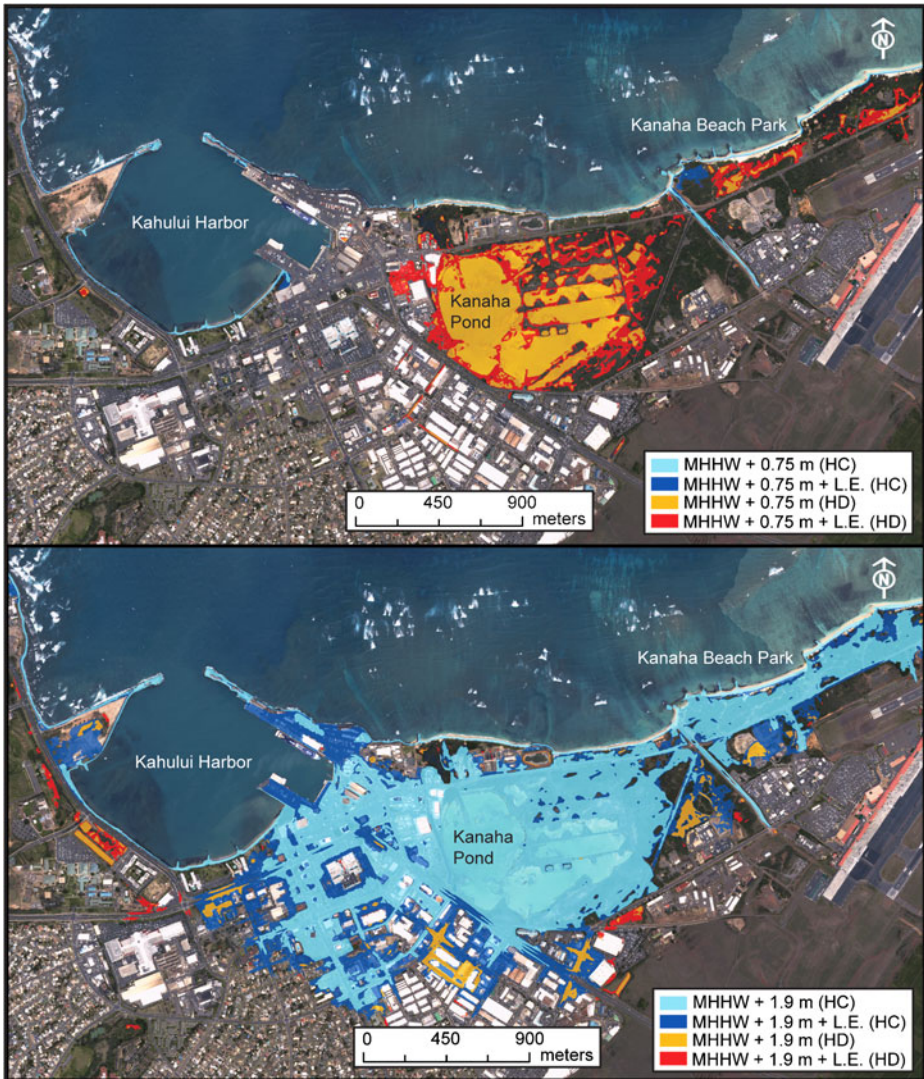 N
Kanaha Beach Park
Kahului Harbor
Kanaha
Pond
MHHW + 0.75 m (HC)
MHHW + 0.75 m + L.E. (HC)
MHHW + 0.75 m (HD)
MHHW + 0.75 m + L.E. (HD)
0 450 900
meters
N
Kanaha Beach Park
Kahului Harbor
Kanaha
Pond
MHHW + 1.9 m (HC)
MHHW + 1.9 m + L.E. (HC)
MHHW + 1.9 m (HD)
MHHW + 1.9 m + L.E. (HD)
0 450 900
meters